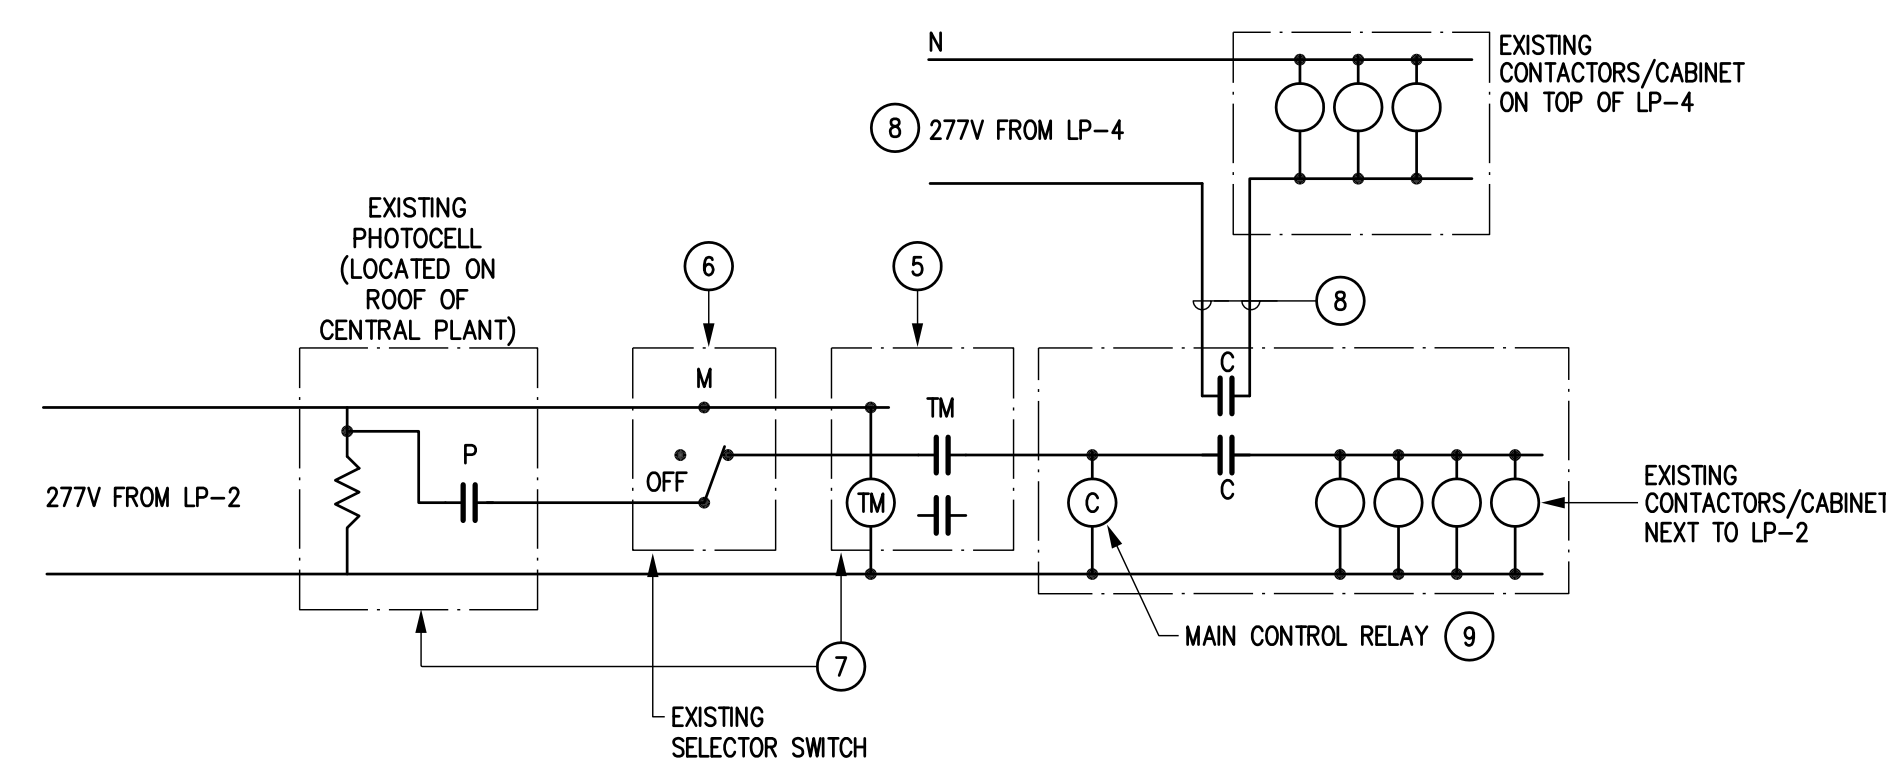 N
EXISTING
CONTACTORS/CABINET
ON TOP OF LP-4
8
277V FROM LP-4
EXISTING
PHOTOCELL
(LOCATED ON
ROOF OF
CENTRAL PLANT)
6
5
8
M
C
TM
P
OFF
277V FROM LP-2
TM
C
C
EXISTING
CONTACTORS/CABINET
NEXT TO LP-2
MAIN CONTROL RELAY
9
7
EXISTING
SELECTOR SWITCH